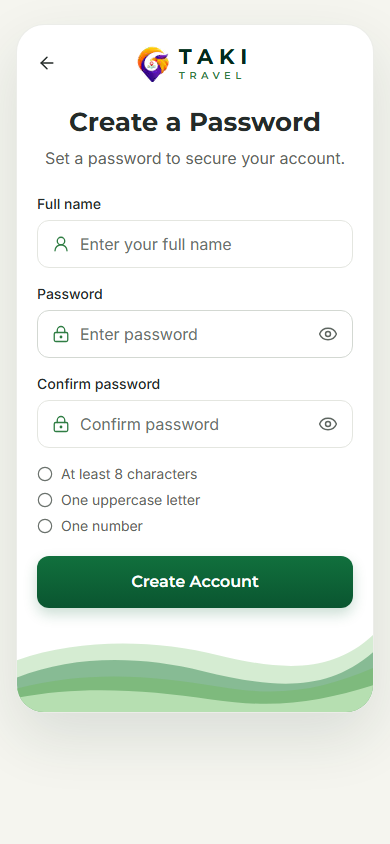 TAKI
TRAVEL
Create a Password
Set a password to secure your account.
Full name
Enter your full name
Password
Enter password
Confirm password
Confirm password
At least 8 characters
One uppercase letter
One number
Create Account